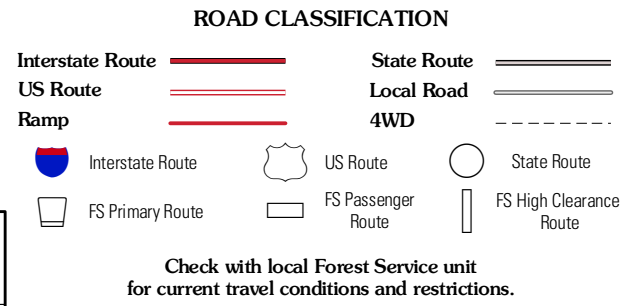 ROAD CLASSIFICATION
Interstate Route
State Route
US Route
Local Road
Ramp
4WD
Interstate Route
US Route
State Route
FS Primary Route
FS Passenger
Route
FS High Clearance
Route
Check with local Forest Service unit
for current travel conditions and restrictions.